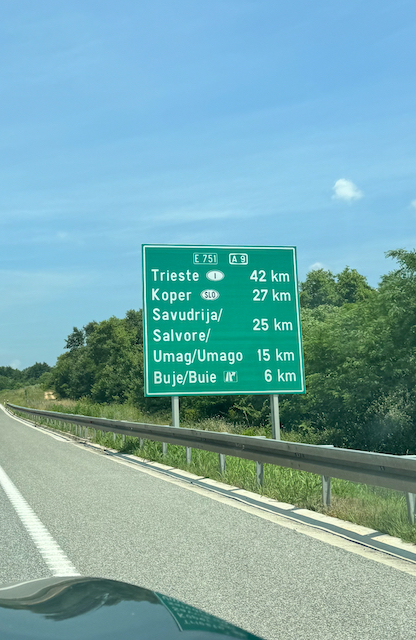 E 751 A 9
Trieste I 42 km
Koper SLO 27 km
Savudrija/
Salvore/ 25 km
Umag/Umago 15 km
Buje/Buie 6 km